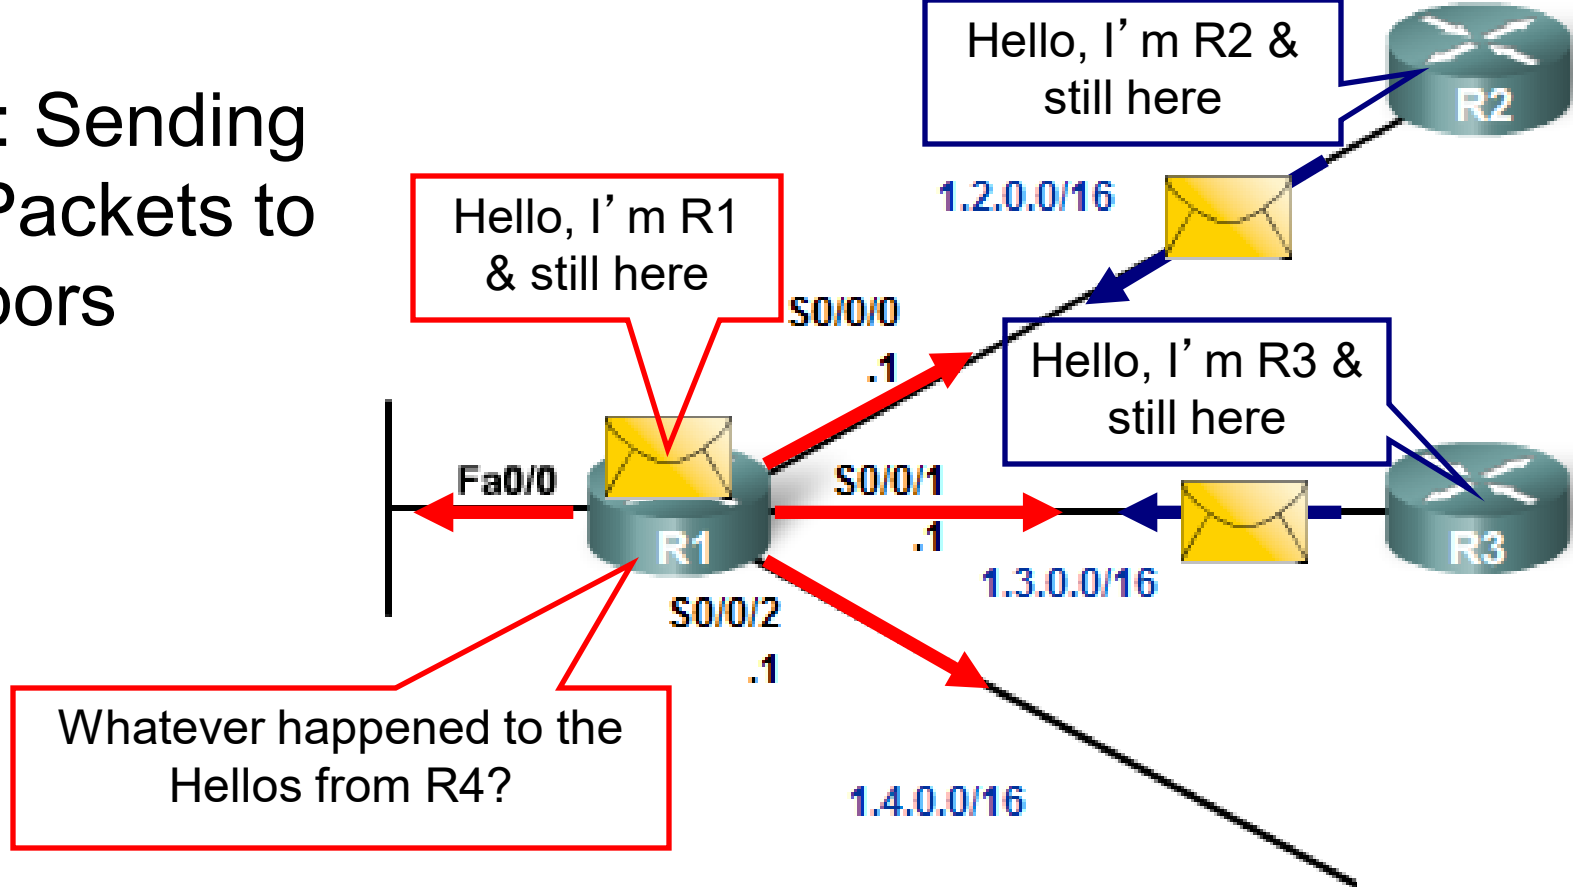 : Sending
Packets to
bors
Hello, I’m R2 &
still here
R2
1.2.0.0/16
Hello, I’m R1
& still here
S0/0/0
.1
Hello, I’m R3 &
still here
Fa0/0
S0/0/1
.1
R1
R3
1.3.0.0/16
S0/0/2
.1
Whatever happened to the
Hellos from R4?
1.4.0.0/16